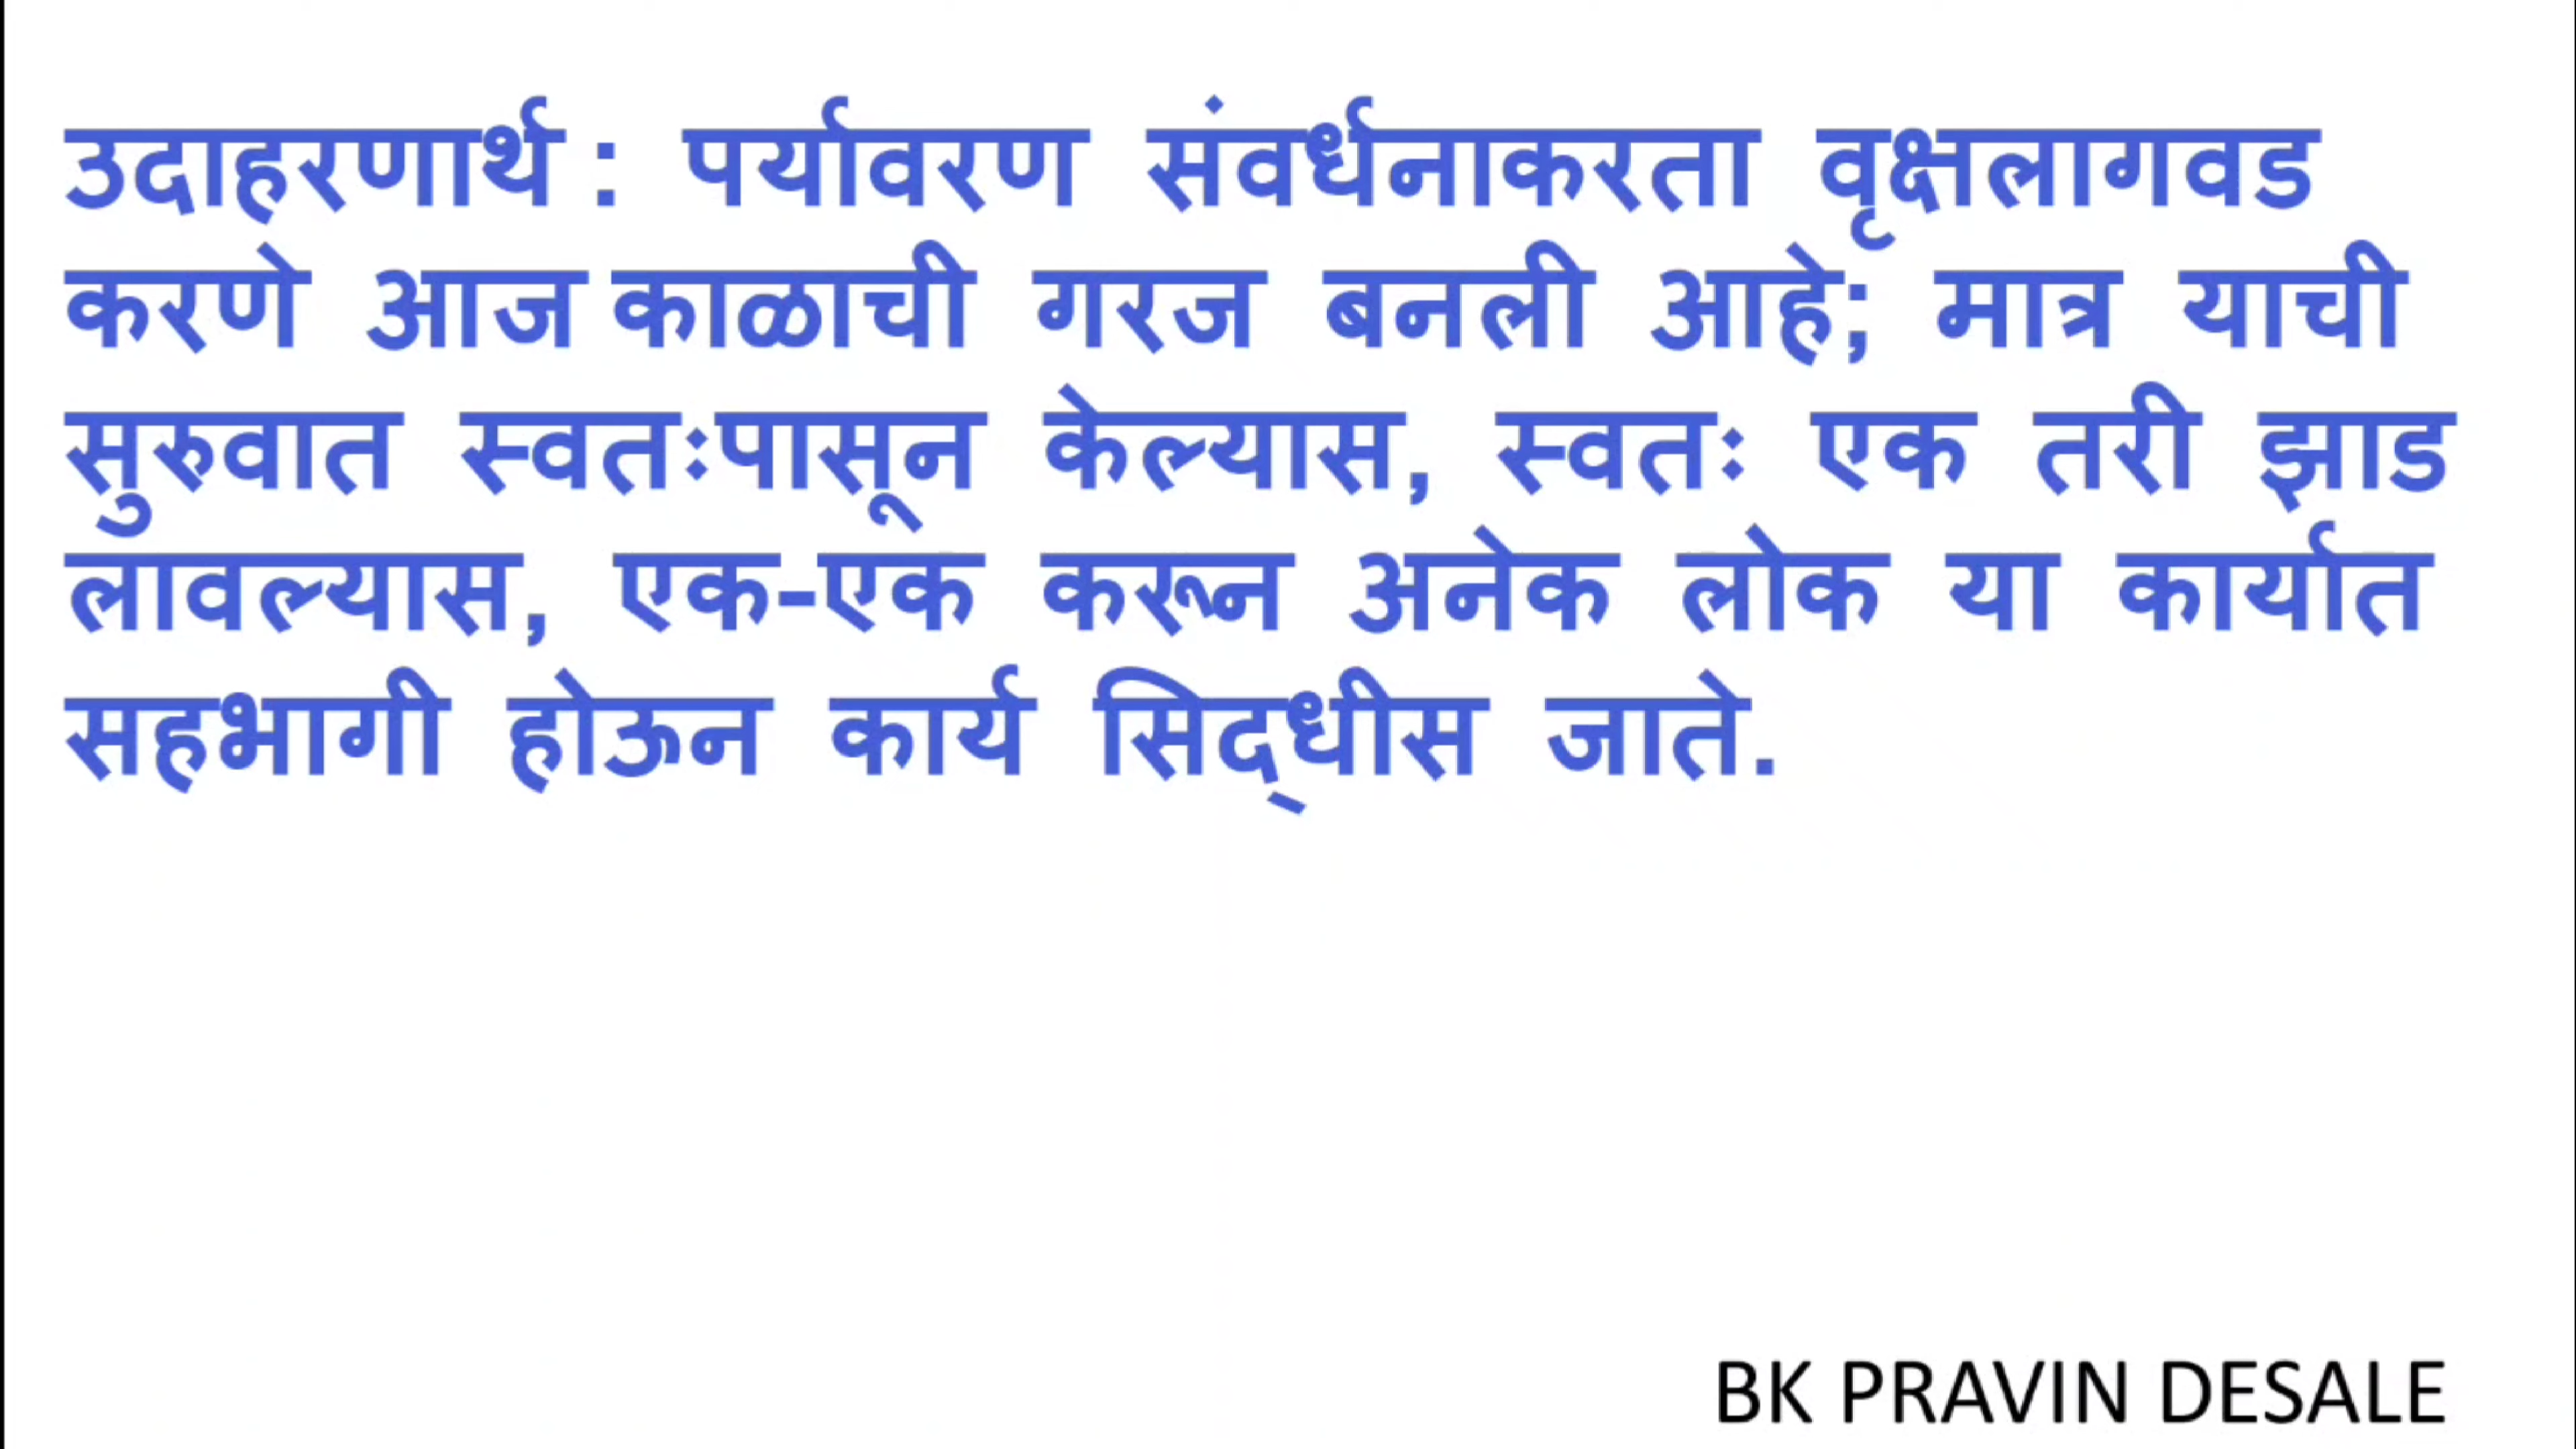 उदाहरणार्थ : पर्यावरण संवर्धनाकरता वृक्षलागवड
करणे आज काळाची गरज बनली आहे; मात्र याची
सुरुवात स्वतःपासून केल्यास, स्वतः एक तरी झाड
लावल्यास, एक-एक करून अनेक लोक या कार्यात
सहभागी होऊन कार्य सिद्‌धीस जाते.
BK PRAVIN DESALE